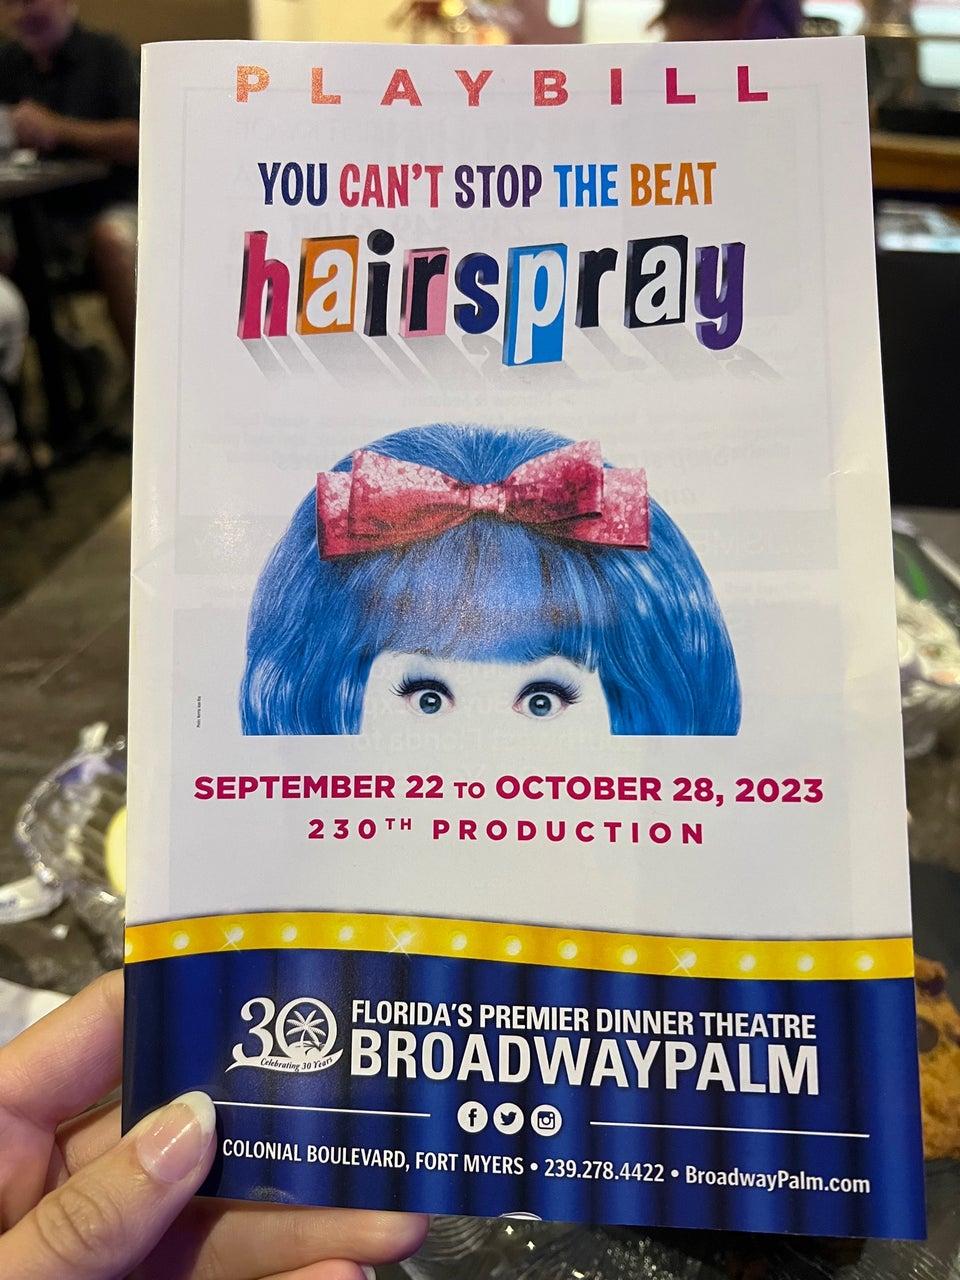 PLAYBILL
YOU CAN'T STOP THE BEAT
hairspray
SEPTEMBER 22 TO OCTOBER 28, 2023
230TH PRODUCTION
30
Celebrating 30 Years
FLORIDA'S PREMIER DINNER THEATRE
BROADWAYPALM
COLONIAL BOULEVARD, FORT MYERS • 239.278.4422 • BroadwayPalm.com